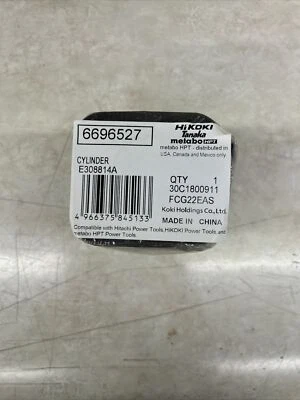 6696527
HiKOKI
Tanaka
metabo HPT
metabo HPT - distributed in
USA, Canada and Mexico only
CYLINDER
E308814A
QTY 1
30C1800911
FCG22EAS
Koki Holdings Co., Ltd.
MADE IN CHINA
4 966375 845133
Compatible with Hitachi Power Tools, HiKOKI Power Tools, and
metabo HPT Power Tools.